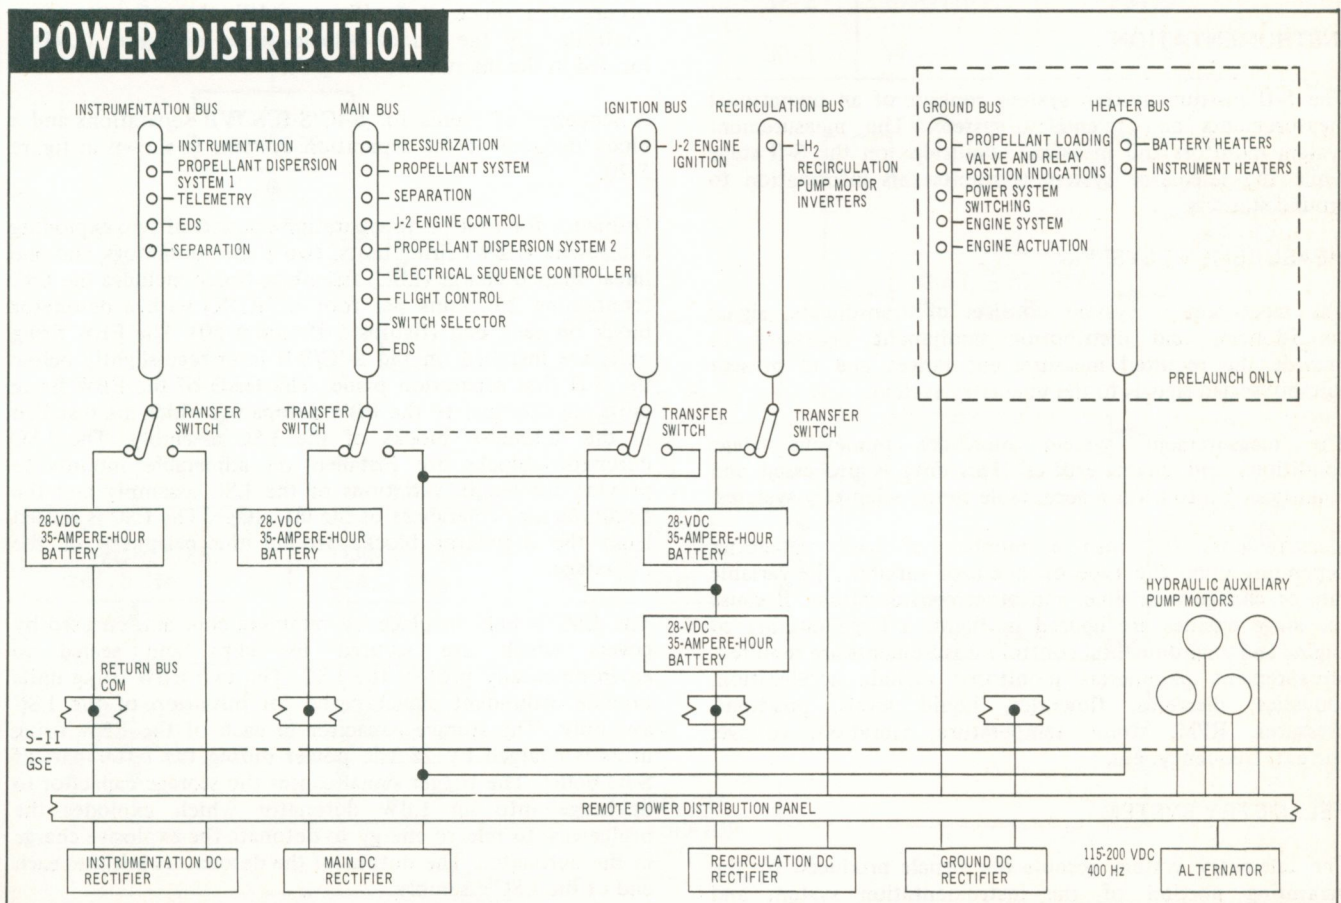 POWER DISTRIBUTION
INSTRUMENTATION BUS
INSTRUMENTATION
PROPELLANT DISPERSION
SYSTEM 1
TELEMETRY
EDS
SEPARATION
MAIN BUS
PRESSURIZATION
PROPELLANT SYSTEM
SEPARATION
J-2 ENGINE CONTROL
PROPELLANT DISPERSION SYSTEM 2
ELECTRICAL SEQUENCE CONTROLLER
FLIGHT CONTROL
SWITCH SELECTOR
EDS
IGNITION BUS
J-2 ENGINE
IGNITION
RECIRCULATION BUS
LH2
RECIRCULATION
PUMP MOTOR
INVERTERS
GROUND BUS
PROPELLANT LOADING
VALVE AND RELAY
POSITION INDICATIONS
POWER SYSTEM
SWITCHING
ENGINE SYSTEM
ENGINE ACTUATION
HEATER BUS
BATTERY HEATERS
INSTRUMENT HEATERS
PRELAUNCH ONLY
TRANSFER
SWITCH
TRANSFER
SWITCH
TRANSFER
SWITCH
TRANSFER
SWITCH
28-VDC
35-AMPERE-HOUR
BATTERY
28-VDC
35-AMPERE-HOUR
BATTERY
28-VDC
35-AMPERE-HOUR
BATTERY
28-VDC
35-AMPERE-HOUR
BATTERY
HYDRAULIC AUXILIARY
PUMP MOTORS
RETURN BUS
COM
S-II
GSE
REMOTE POWER DISTRIBUTION PANEL
INSTRUMENTATION DC
RECTIFIER
MAIN DC
RECTIFIER
RECIRCULATION DC
RECTIFIER
GROUND DC
RECTIFIER
115-200 VDC
400 Hz
ALTERNATOR